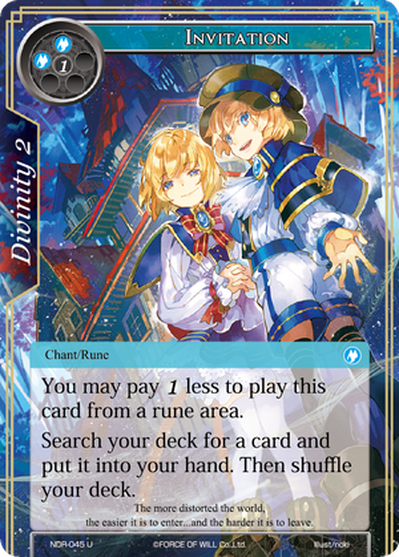 INVITATION
1
Divinity 2
Chant/Rune
You may pay 1 less to play this
card from a rune area.
Search your deck for a card and
put it into your hand. Then shuffle
your deck.
The more distorted the world,
the easier it is to enter...and the harder it is to leave.
NDR-045 U
©FORCE OF WILL Co.,Ltd.
Illust/noki